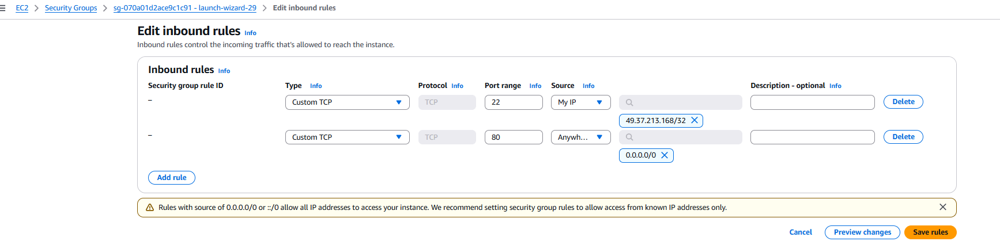 EC2 > Security Groups > sg-070a01d2ace9c1c91 - launch-wizard-29 > Edit inbound rules
Edit inbound rules Info
Inbound rules control the incoming traffic that's allowed to reach the instance.
Inbound rules Info
Security group rule ID Type Info Protocol Info Port range Info Source Info Description - optional Info
– Custom TCP TCP 22 My IP Delete
49.37.213.168/32
– Custom TCP TCP 80 Anywh... Delete
0.0.0.0/0
Add rule
Rules with source of 0.0.0.0/0 or ::/0 allow all IP addresses to access your instance. We recommend setting security group rules to allow access from known IP addresses only.
Cancel Preview changes Save rules